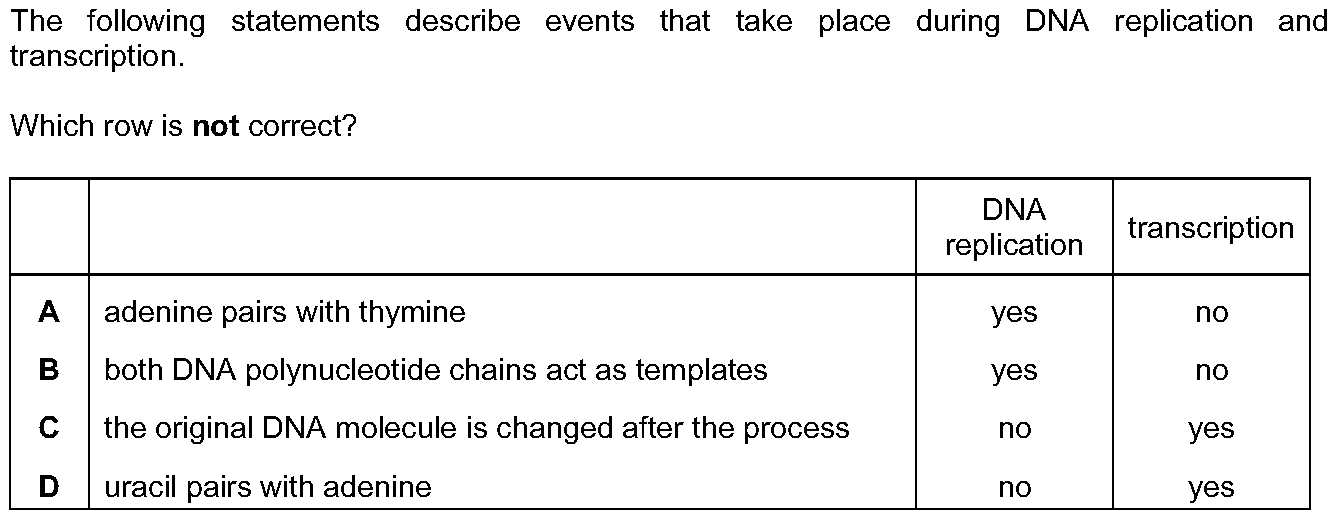 The following statements describe events that take place during DNA replication and
transcription.
Which row is not correct?
DNA
replication
transcription
A adenine pairs with thymine yes no
B both DNA polynucleotide chains act as templates yes no
C the original DNA molecule is changed after the process no yes
D uracil pairs with adenine no yes